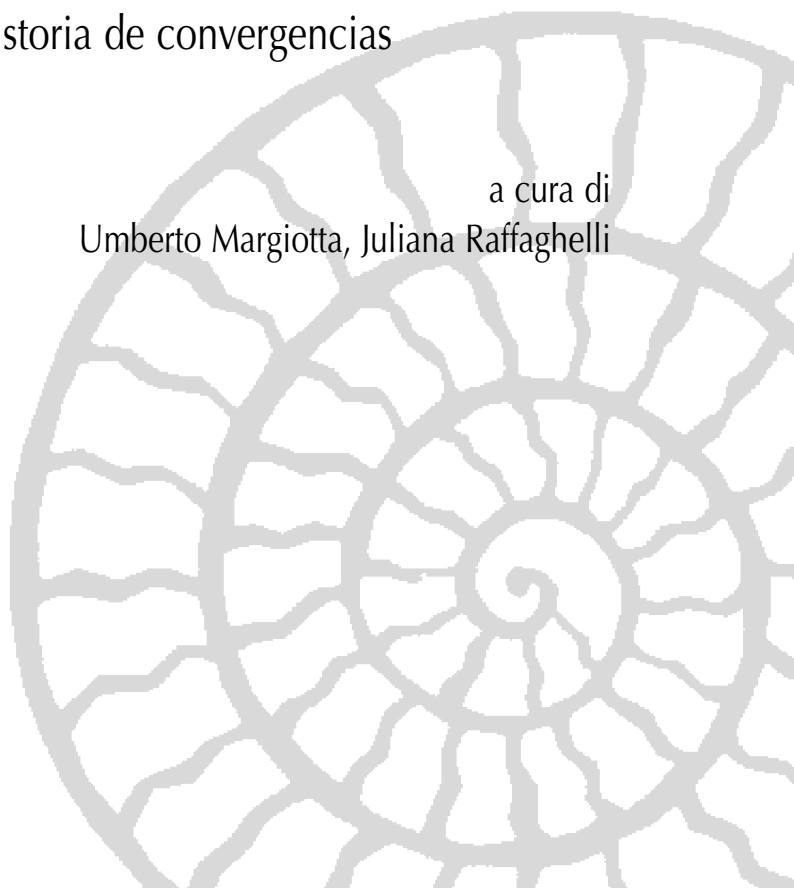 storia de convergencias
a cura di
Umberto Margiotta, Juliana Raffaghelli